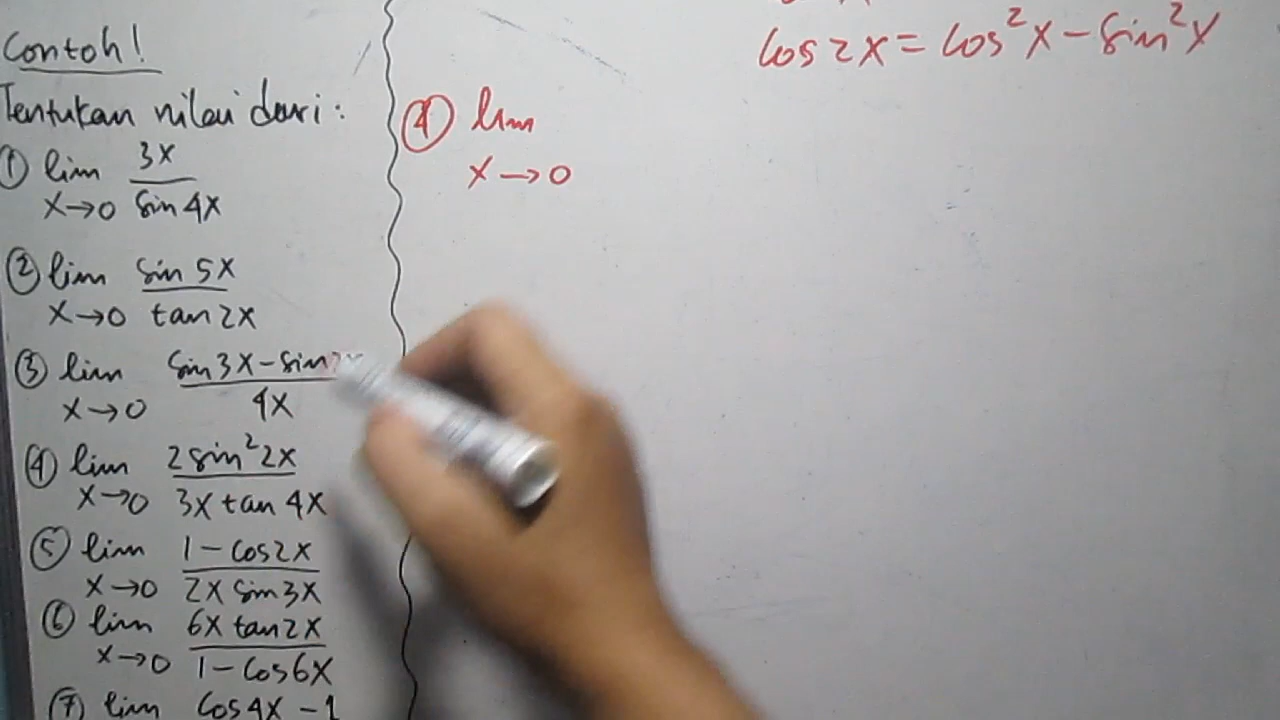 Contoh!
Tentukan nilai dari:
① lim 3x
x→0 sin 4x
② lim sin 5x
x→0 tan 2x
③ lim sin 3x – sin
x→0 4x
④ lim 2 sin² 2x
x→0 3x tan 4x
⑤ lim 1 – cos 2x
x→0 2x sin 3x
⑥ lim 6x tan 2x
x→0 1 – cos 6x
⑦ lim cos 4x – 1
cos 2x = cos² x – sin² x
④ lim
x→0